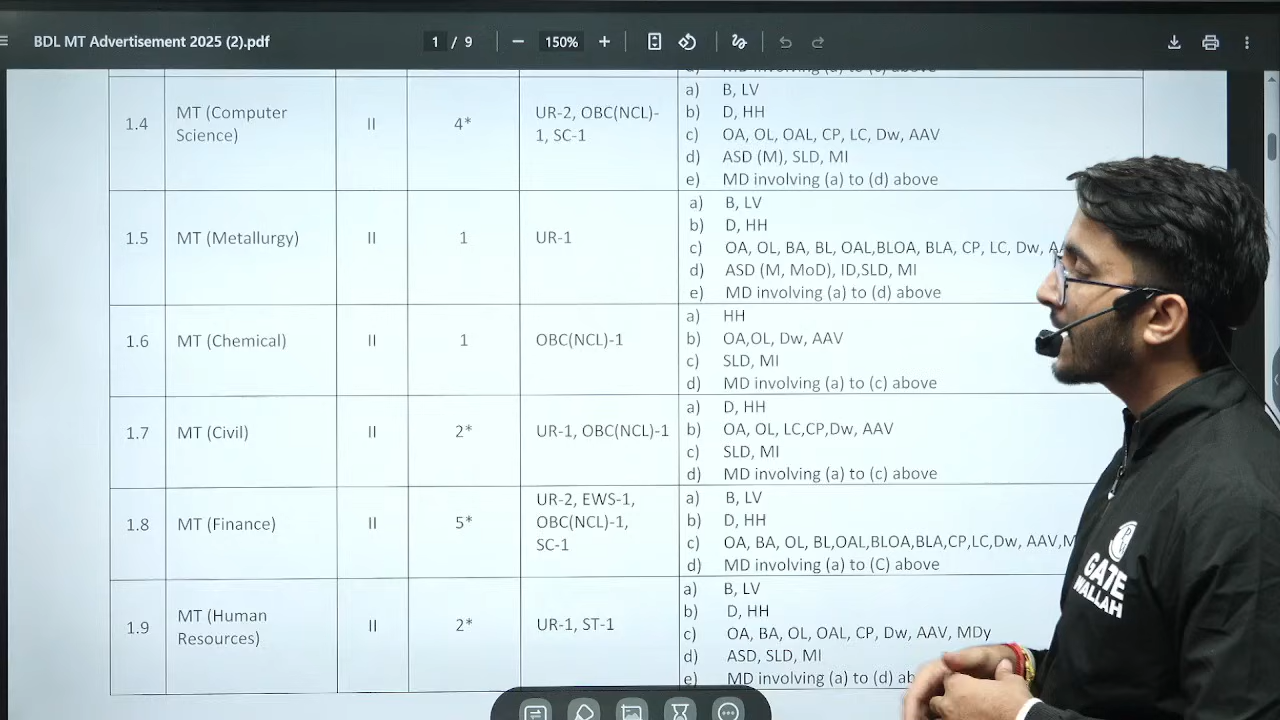 BDL MT Advertisement 2025 (2).pdf
1 / 9
150%
1.4 MT (Computer Science) II 4* UR-2, OBC(NCL)-1, SC-1
a) B, LV
b) D, HH
c) OA, OL, OAL, CP, LC, Dw, AAV
d) ASD (M), SLD, MI
e) MD involving (a) to (d) above
1.5 MT (Metallurgy) II 1 UR-1
a) B, LV
b) D, HH
c) OA, OL, BA, BL, OAL,BLOA, BLA, CP, LC, Dw,
d) ASD (M, MoD), ID,SLD, MI
e) MD involving (a) to (d) above
1.6 MT (Chemical) II 1 OBC(NCL)-1
a) HH
b) OA,OL, Dw, AAV
c) SLD, MI
d) MD involving (a) to (c) above
1.7 MT (Civil) II 2* UR-1, OBC(NCL)-1
a) D, HH
b) OA, OL, LC,CP,Dw, AAV
c) SLD, MI
d) MD involving (a) to (c) above
1.8 MT (Finance) II 5* UR-2, EWS-1, OBC(NCL)-1, SC-1
a) B, LV
b) D, HH
c) OA, BA, OL, BL,OAL,BLOA,BLA,CP,LC,Dw, AAV,
d) MD involving (a) to (C) above
1.9 MT (Human Resources) II 2* UR-1, ST-1
a) B, LV
b) D, HH
c) OA, BA, OL, OAL, CP, Dw, AAV, MDy
d) ASD, SLD, MI
e) MD involving (a) to (d)
GATE
WALLAH